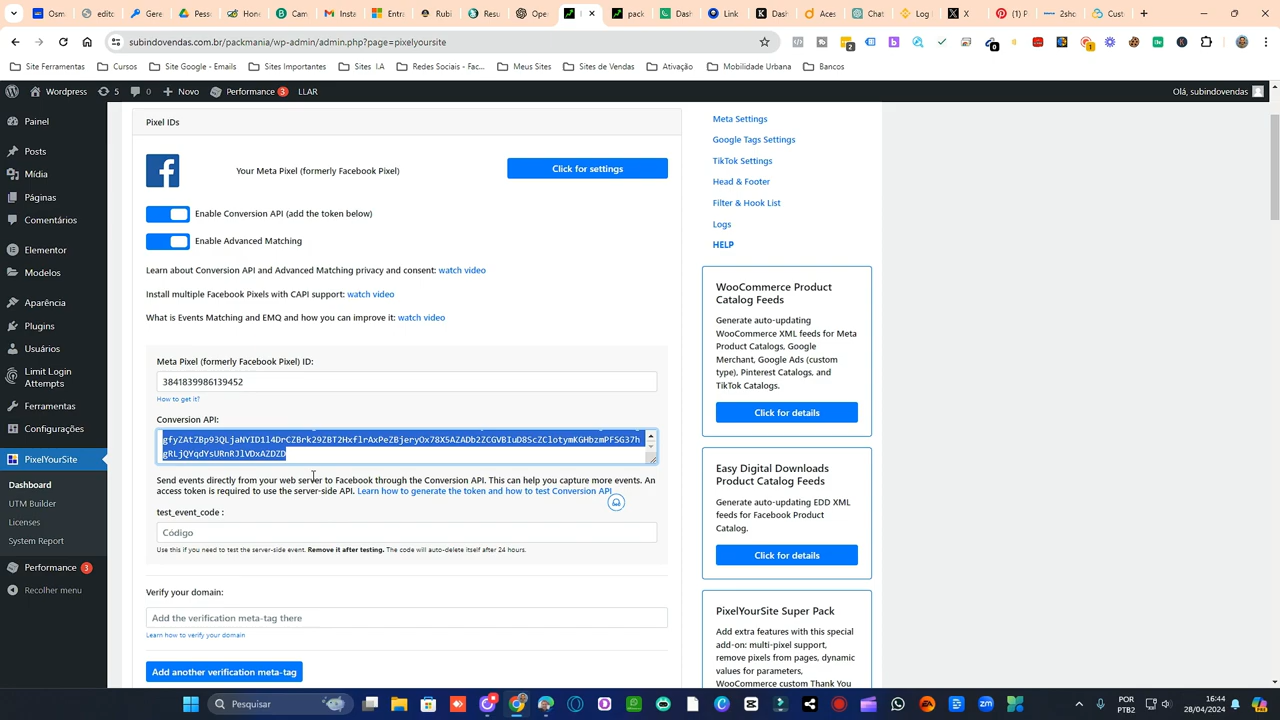 Ativi
Resu
Oper
pack
Dash
Aces
Log
(1) P
2shc
Cust
subindovendas.com.br/packmania/wp-admin/admin.php?page=pixelyoursite
Site Ferramentas
Cursos
Site Google - Emails
Sites Importantes
Sites I.A
Redes Sociais - Fac...
Meus Sites
Sites de Vendas
Ativação
Mobilidade Urbana
Bancos
Wordpress
5
0
Novo
Performance 3
LLAR
Olá, subindovendas
Painel
Posts
Mídia
Páginas
Comentários
Elementor
Modelos
Aparência
Plugins
Usuários
Limit Login
Attempts
Ferramentas
Configurações
PixelYourSite
Dashboard
UTM Builder
Licenses
System Report
Performance 3
Recolher menu
Pixel IDs
Your Meta Pixel (formerly Facebook Pixel)
Click for settings
Enable Conversion API (add the token below)
Enable Advanced Matching
Learn about Conversion API and Advanced Matching privacy and consent: watch video
Install multiple Facebook Pixels with CAPI support: watch video
What is Events Matching and EMQ and how you can improve it: watch video
Meta Pixel (formerly Facebook Pixel) ID:
3841839986139452
How to get it?
Conversion API:
Send events directly from your web server to Facebook through the Conversion API. This can help you capture more events. An
access token is required to use the server-side API. Learn how to generate the token and how to test Conversion API
test_event_code :
Código
Use this if you need to test the server-side event. Remove it after testing. The code will auto-delete itself after 24 hours.
Verify your domain:
Add the verification meta-tag there
Learn how to verify your domain
Add another verification meta-tag
Meta Settings
Google Tags Settings
TikTok Settings
Head & Footer
Filter & Hook List
Logs
HELP
WooCommerce Product
Catalog Feeds
Generate auto-updating
WooCommerce XML feeds for Meta
Product Catalogs, Google
Merchant, Google Ads (custom
type), Pinterest Catalogs, and
TikTok Catalogs.
Click for details
Easy Digital Downloads
Product Catalog Feeds
Generate auto-updating EDD XML
feeds for Facebook Product
Catalog.
Click for details
PixelYourSite Super Pack
Add extra features with this special
add-on: multi-pixel support,
remove pixels from pages, dynamic
values for parameters,
WooCommerce custom Thank You
Pesquisar
POR
PTB2
16:44
28/04/2024